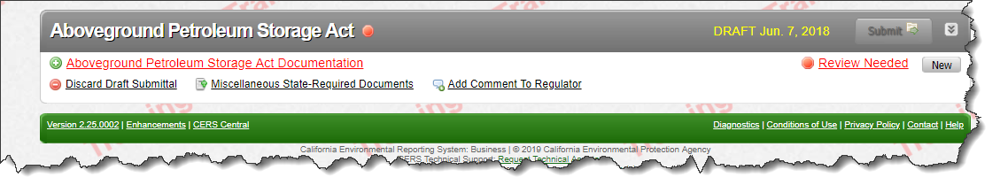 Aboveground Petroleum Storage Act DRAFT Jun. 7, 2018 Submit
Aboveground Petroleum Storage Act Documentation Review Needed New
Discard Draft Submittal Miscellaneous State-Required Documents Add Comment To Regulator
Version 2.25.0002 | Enhancements | CERS Central Diagnostics | Conditions of Use | Privacy Policy | Contact | Help
California Environmental Reporting System: Business | © 2019 California Environmental Protection Agency
CERS Technical Support: Request Technical